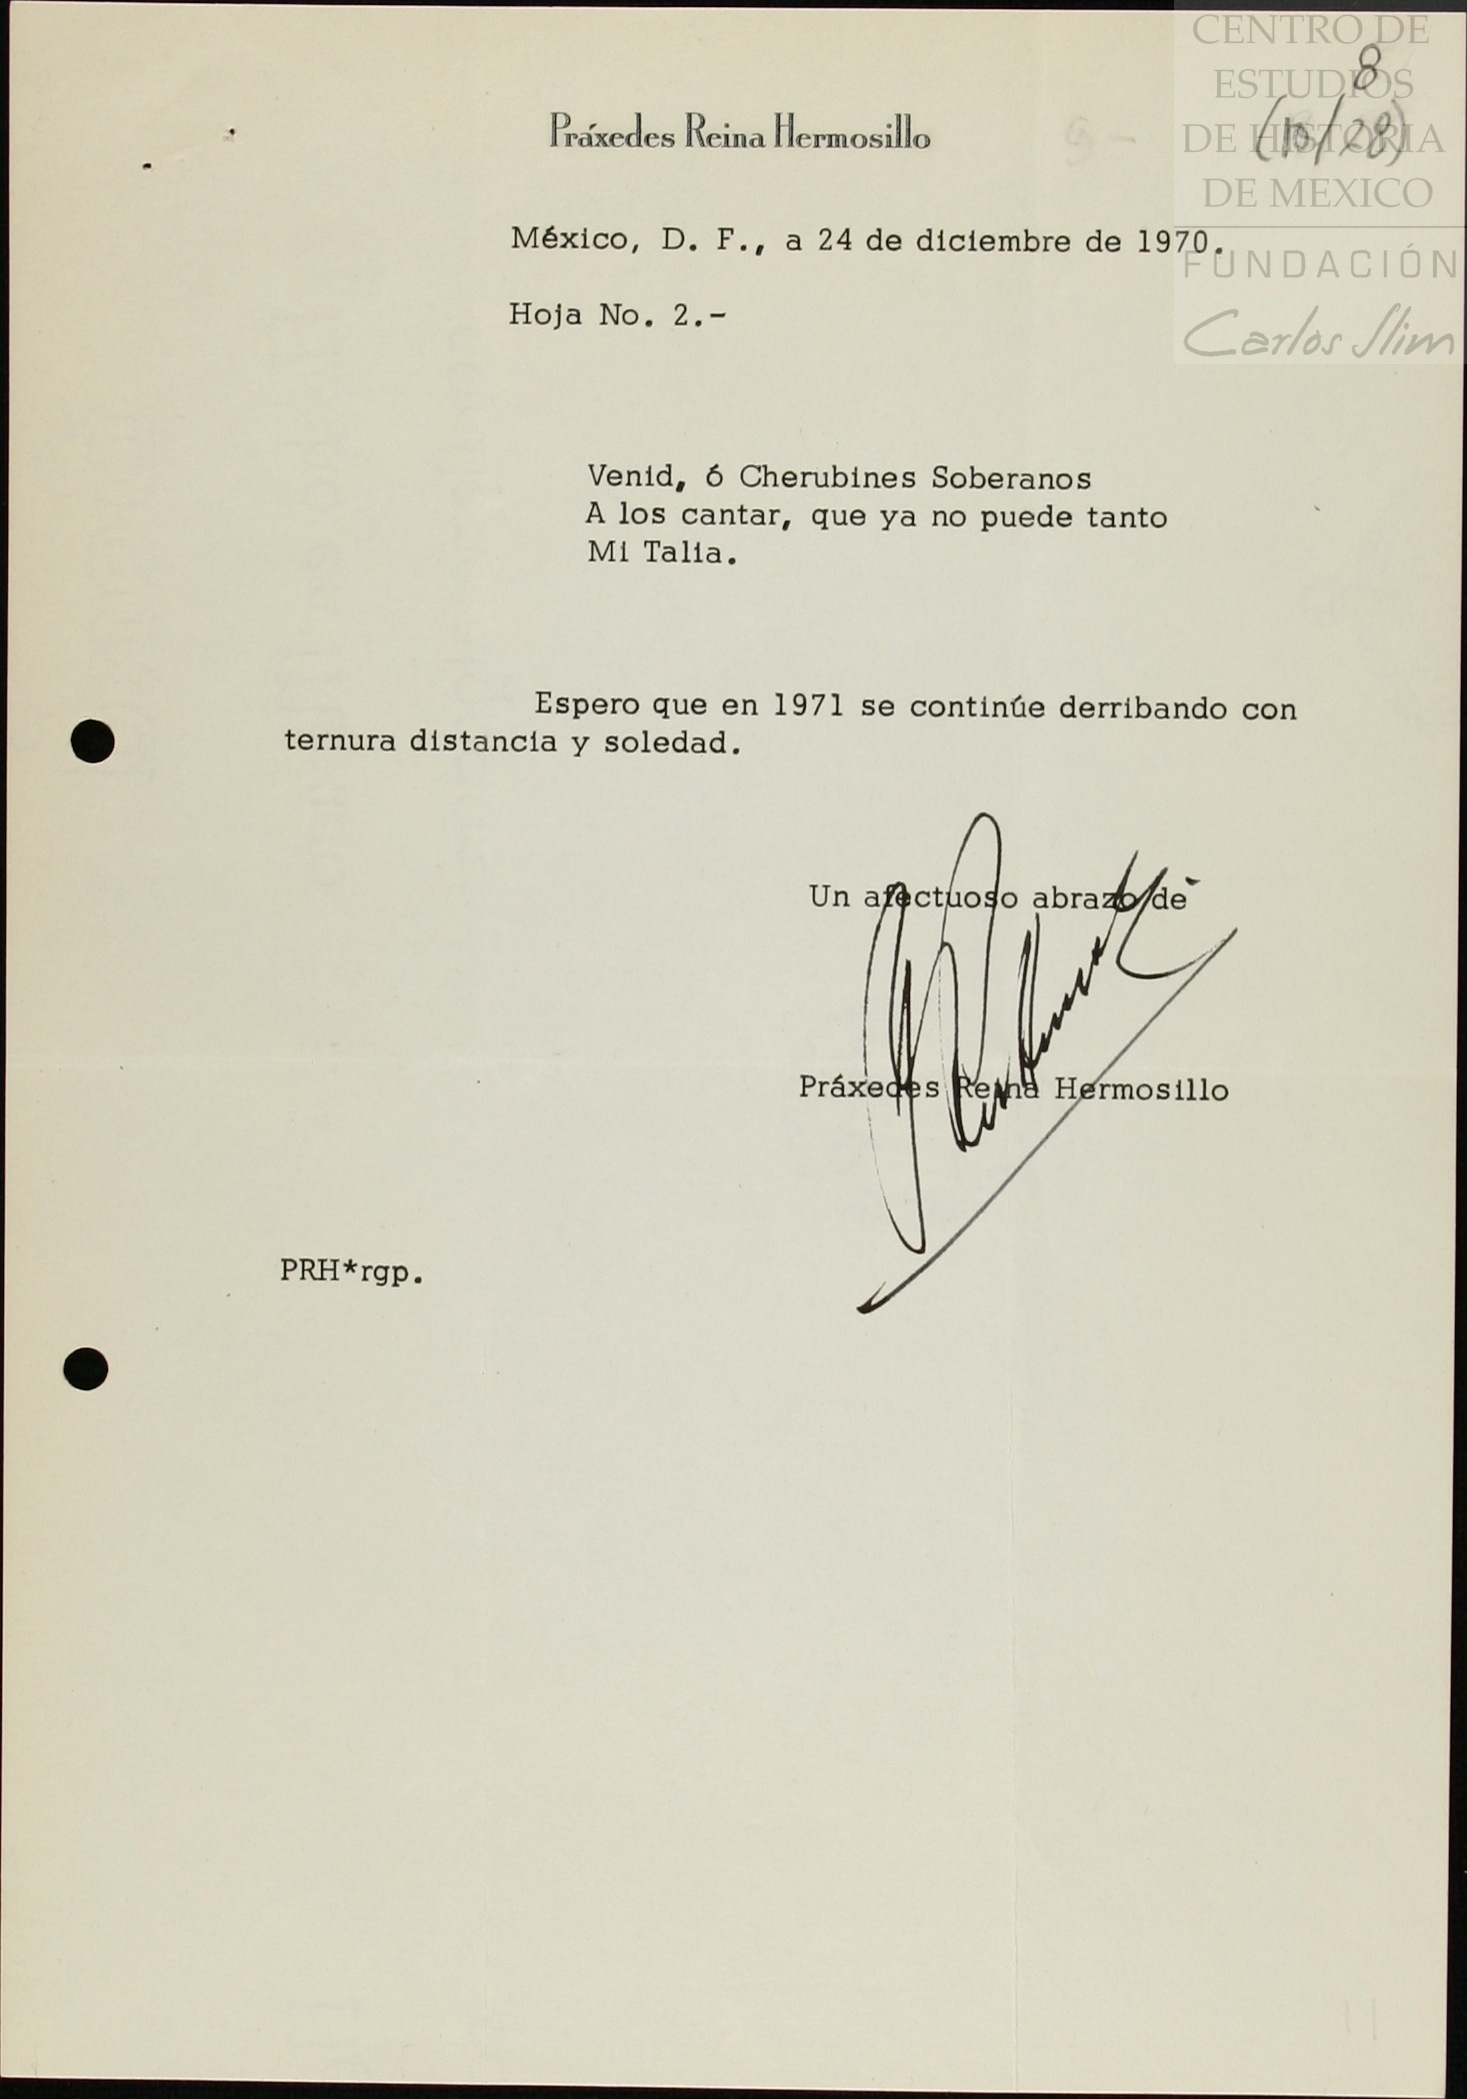 CENTRO DE
ESTUDIOS
DE HISTORIA
DE MEXICO
FUNDACIÓN
Carlos Slim
8
(10/28)
Práxedes Reina Hermosillo
México, D. F., a 24 de diciembre de 1970.
Hoja No. 2.-
Venid, ó Cherubines Soberanos
A los cantar, que ya no puede tanto
Mi Talia.
Espero que en 1971 se continúe derribando con
ternura distancia y soledad.
Un afectuoso abrazo de
Práxedes Reina Hermosillo
PRH*rgp.